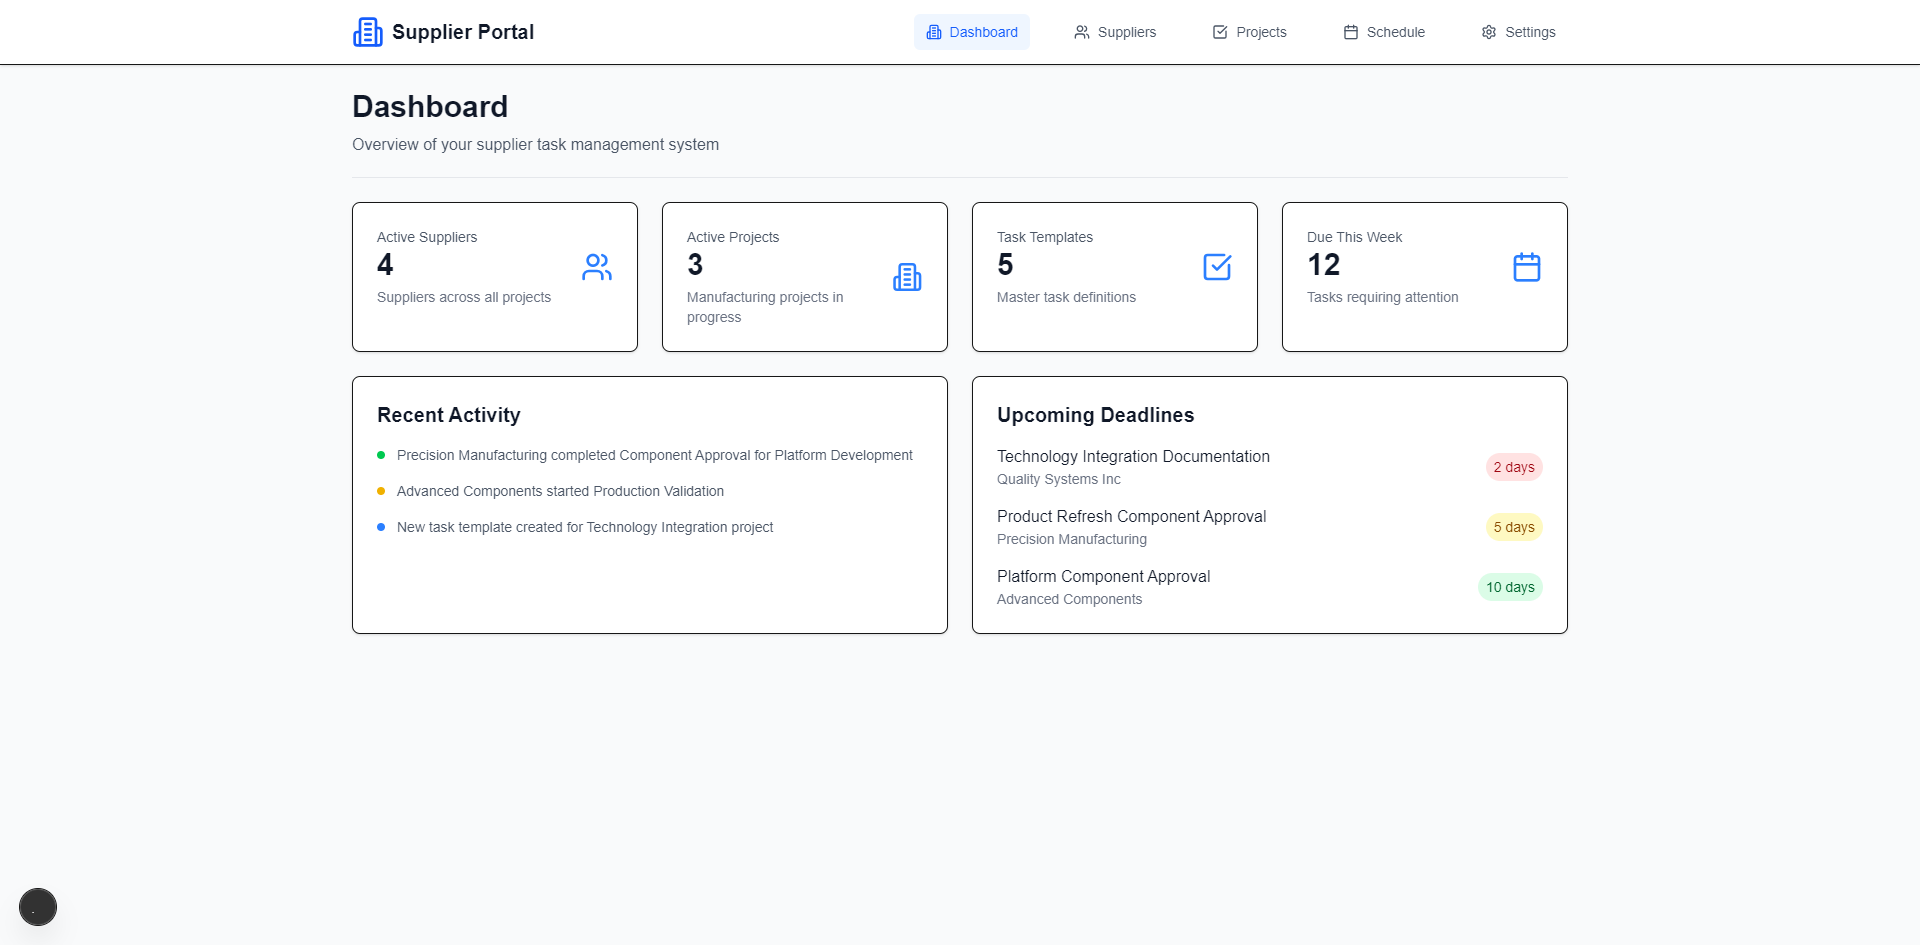 Supplier Portal
Dashboard
Suppliers
Projects
Schedule
Settings
Dashboard
Overview of your supplier task management system
Active Suppliers
4
Suppliers across all projects
Active Projects
3
Manufacturing projects in
progress
Task Templates
5
Master task definitions
Due This Week
12
Tasks requiring attention
Recent Activity
Precision Manufacturing completed Component Approval for Platform Development
Advanced Components started Production Validation
New task template created for Technology Integration project
Upcoming Deadlines
Technology Integration Documentation
Quality Systems Inc
2 days
Product Refresh Component Approval
Precision Manufacturing
5 days
Platform Component Approval
Advanced Components
10 days